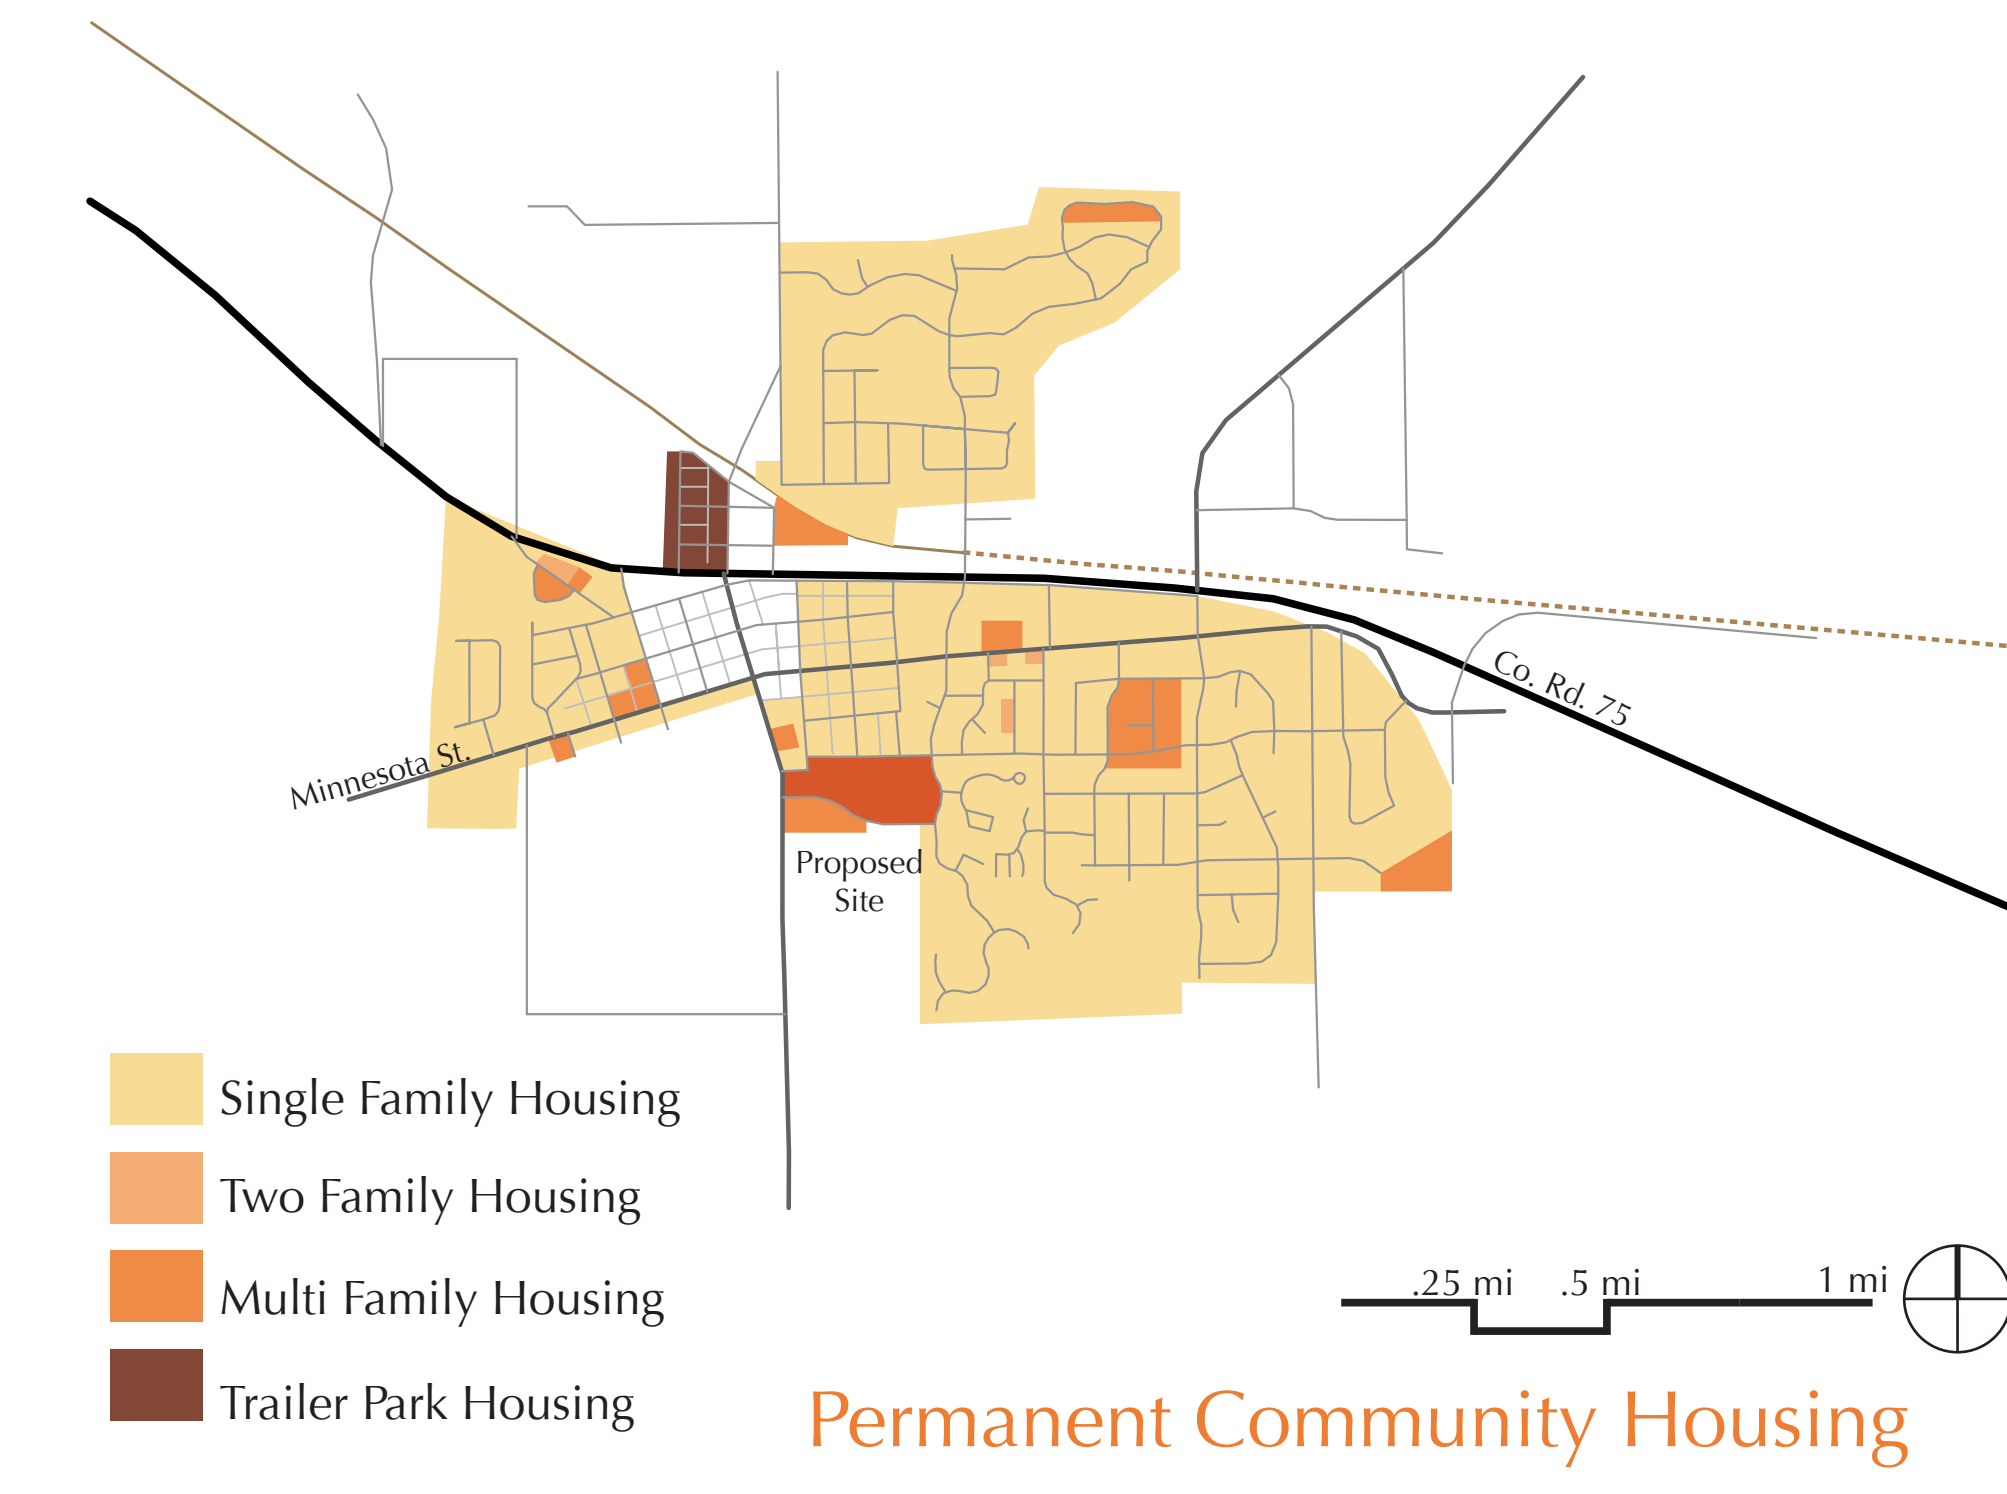 Co. Rd. 75
Minnesota St.
Proposed
Site
Single Family Housing
Two Family Housing
Multi Family Housing
Trailer Park Housing
.25 mi .5 mi 1 mi
Permanent Community Housing